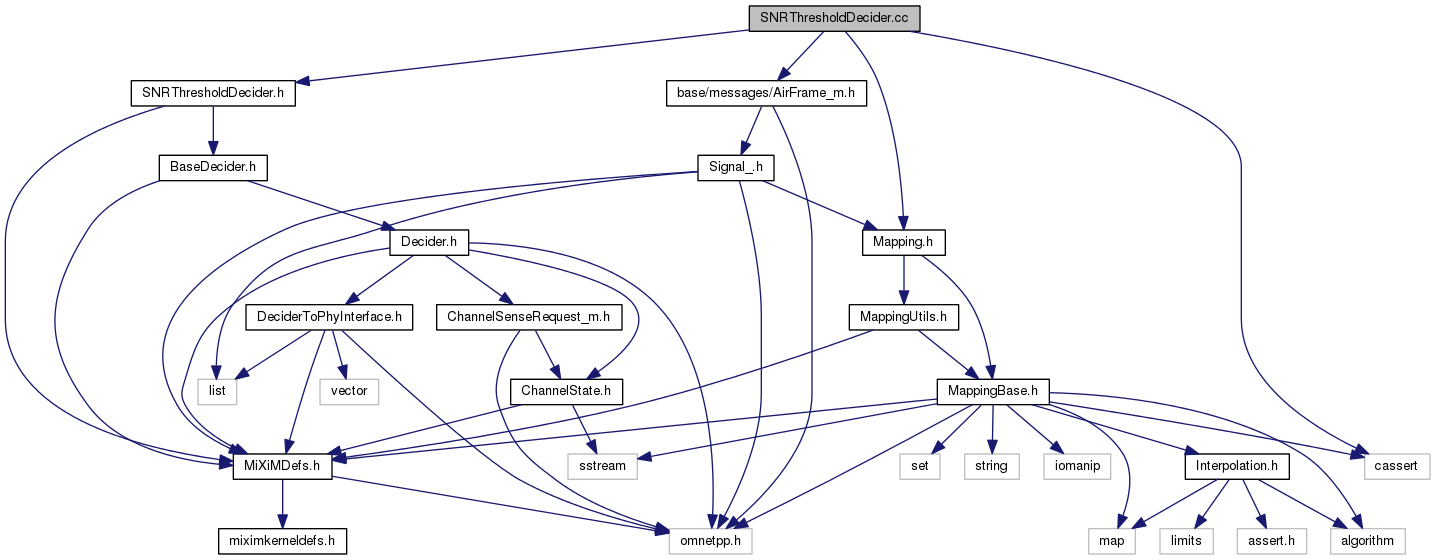 SNRThresholdDecider.cc
SNRThresholdDecider.h
base/messages/AirFrame_m.h
BaseDecider.h
Signal_.h
Decider.h
Mapping.h
DeciderToPhyInterface.h
ChannelSenseRequest_m.h
MappingUtils.h
list
vector
ChannelState.h
MappingBase.h
MiXiMDefs.h
sstream
set
string
iomanip
Interpolation.h
cassert
miximkerneldefs.h
omnetpp.h
map
limits
assert.h
algorithm